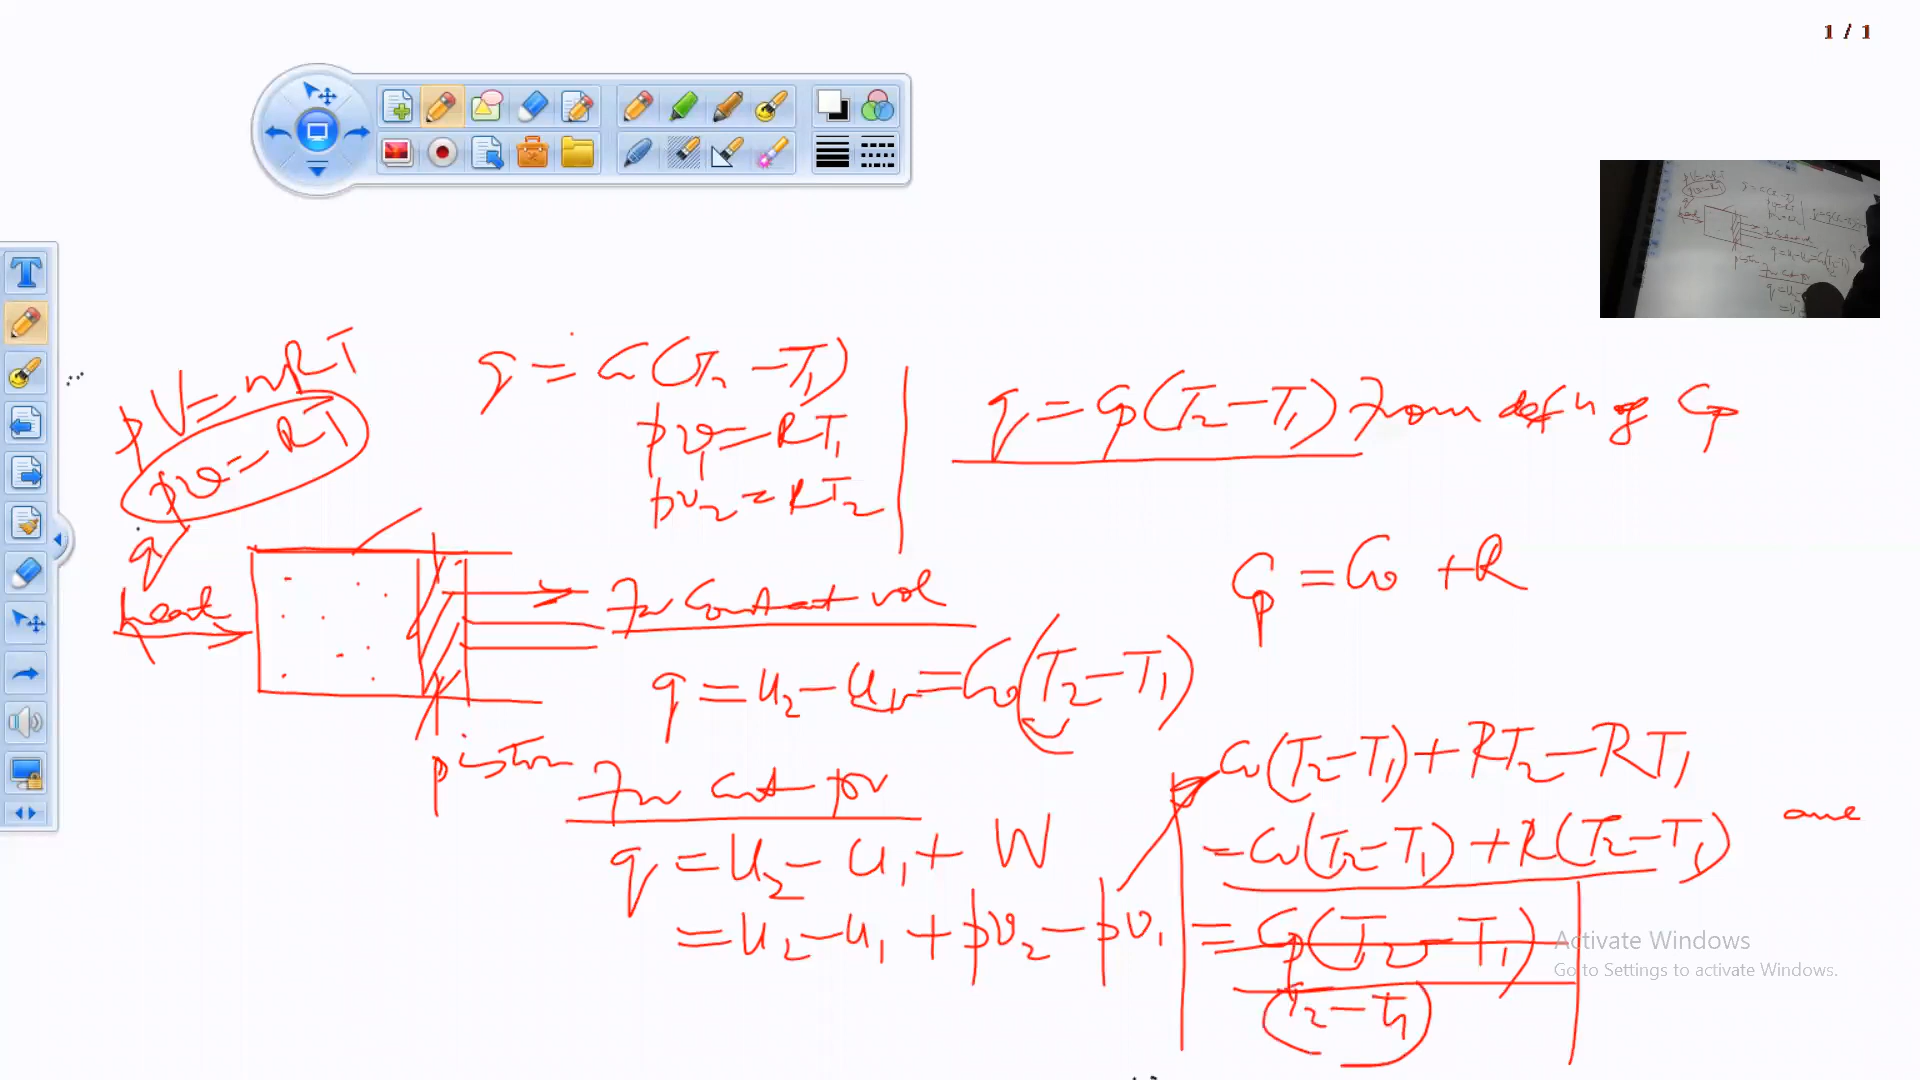 1 / 1
pV=nRT
pv=RT
q
heat
piston
q = Cv(T2-T1)
pv1=RT1
pv2=RT2
q=Cp(T2-T1) from defn of Cp
Cp = Cv + R
For Constant vol
q = u2-u1 = Cv(T2-T1)
For Cnt pr
q = u2-u1 + W
= u2-u1 + pv2-pv1
Cv(T2-T1) + RT2-RT1
=Cv(T2-T1) +R(T2-T1)
= Cp(T2-T1)
T2-T1
Activate Windows
Go to Settings to activate Windows.